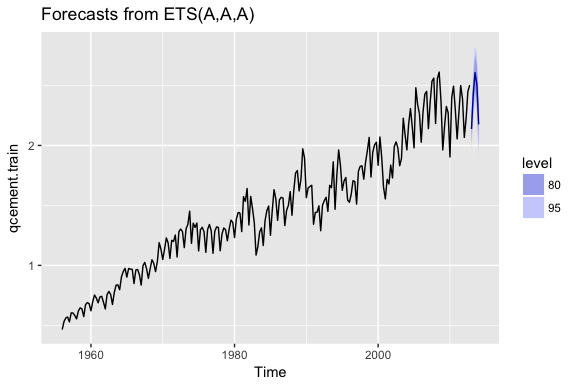 Forecasts from ETS(A,A,A)
qcement.train
2
1
1960
1980
2000
Time
level
80
95